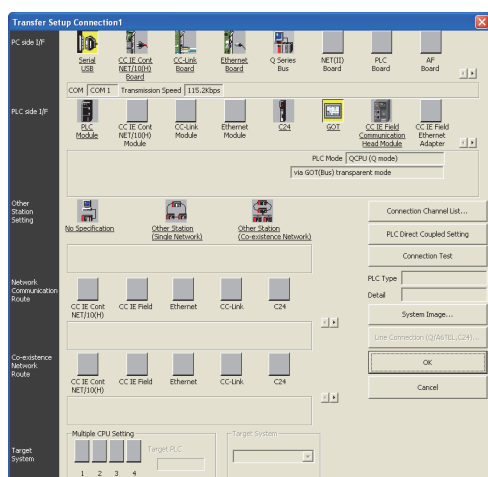 Transfer Setup Connection1
PC side I/F
Serial USB
CC IE Cont NET/10(H) Board
CC-Link Board
Ethernet Board
Q Series Bus
NET(II) Board
PLC Board
AF Board
COM COM 1 Transmission Speed 115.2Kbps
PLC side I/F
PLC Module
CC IE Cont NET/10(H) Module
CC-Link Module
Ethernet Module
C24
GOT
CC IE Field Communication Head Module
CC IE Field Ethernet Adapter
PLC Mode QCPU (Q mode)
via GOT(Bus) transparent mode
Other Station Setting
No Specification
Other Station (Single Network)
Other Station (Co-existence Network)
Connection Channel List...
PLC Direct Coupled Setting
Connection Test
PLC Type
Detail
System Image...
Line Connection (Q/A6TEL,C24)...
OK
Cancel
Network Communication Route
CC IE Cont NET/10(H)
CC IE Field
Ethernet
CC-Link
C24
Co-existence Network Route
CC IE Cont NET/10(H)
CC IE Field
Ethernet
CC-Link
C24
Target System
Multiple CPU Setting
1 2 3 4
Target PLC
Target System